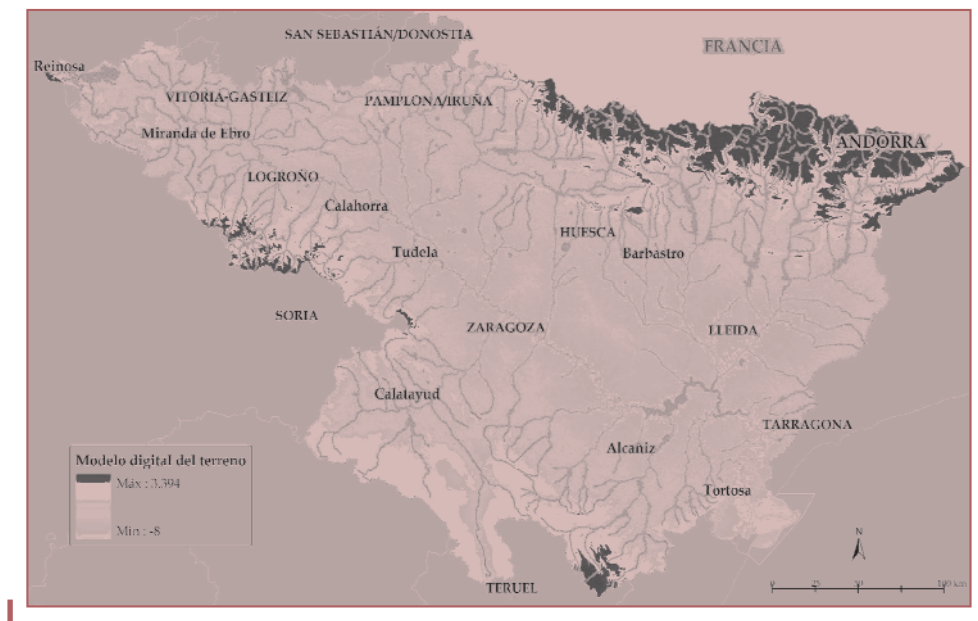 SAN SEBASTIÁN/DONOSTIA
FRANCIA
Reinosa
VITORIA-GASTEIZ
PAMPLONA/IRUÑA
Miranda de Ebro
ANDORRA
LOGROÑO
Calahorra
HUESCA
Tudela
Barbastro
SORIA
ZARAGOZA
LLEIDA
Calatayud
TARRAGONA
Alcañiz
Modelo digital del terreno
Máx : 3.394
Mín : -8
Tortosa
N
TERUEL
0 25 50 100 km